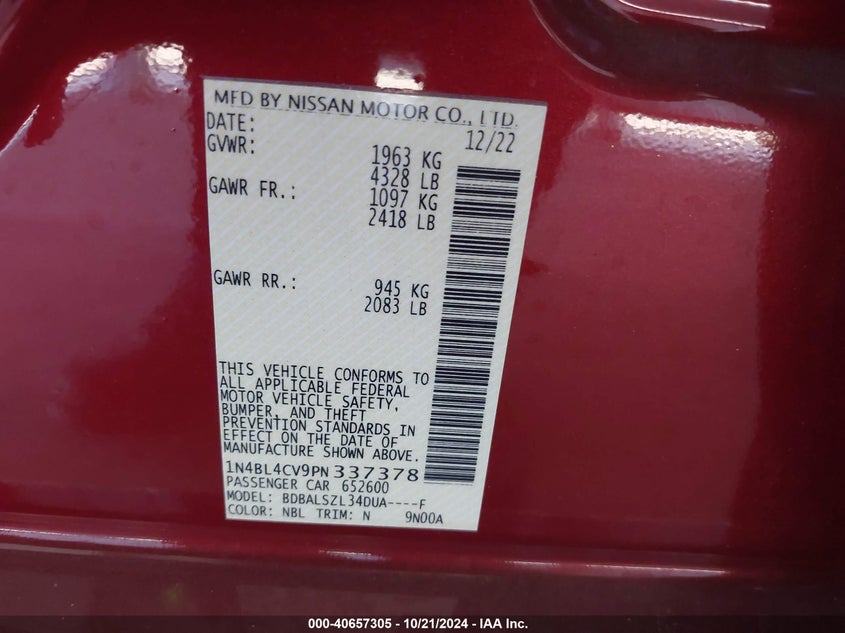 MFD BY NISSAN MOTOR CO., LTD.
DATE: 12/22
GVWR: 1963 KG
4328 LB
GAWR FR.: 1097 KG
2418 LB
GAWR RR.: 945 KG
2083 LB
THIS VEHICLE CONFORMS TO
ALL APPLICABLE FEDERAL
MOTOR VEHICLE SAFETY,
BUMPER, AND THEFT
PREVENTION STANDARDS IN
EFFECT ON THE DATE OF
MANUFACTURE SHOWN ABOVE.
1N4BL4CV9PN337378
PASSENGER CAR 652600
MODEL: BDBALSZL34DUA----F
COLOR: NBL TRIM: N 9N00A
000-40657305 - 10/21/2024 - IAA Inc.